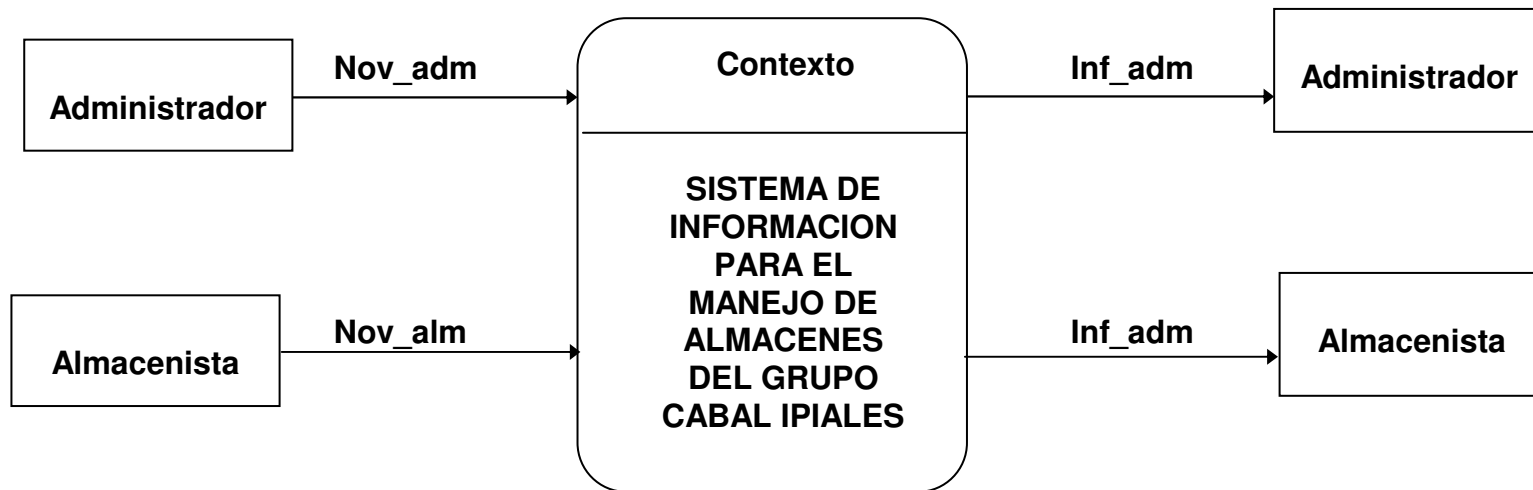 Nov_adm
Contexto
Inf_adm
Administrador
Administrador
SISTEMA DE
INFORMACION
PARA EL
MANEJO DE
ALMACENES
DEL GRUPO
CABAL IPIALES
Nov_alm
Inf_adm
Almacenista
Almacenista